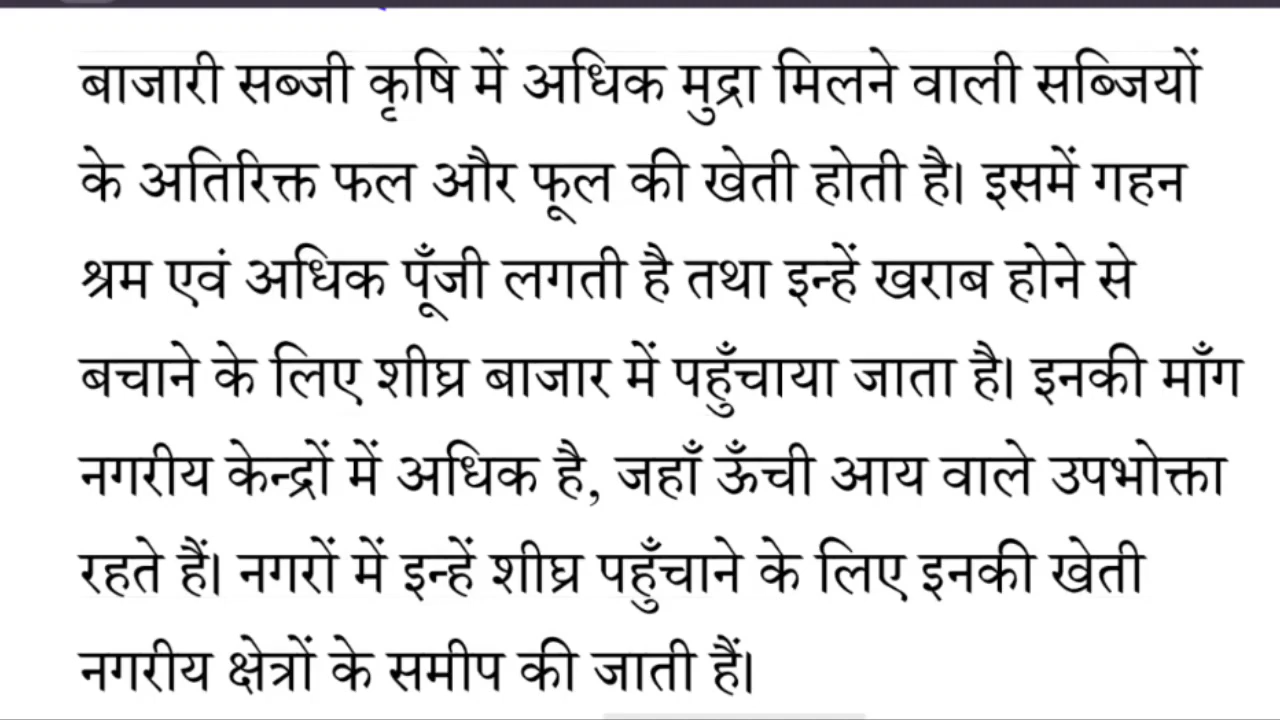 बाजारी सब्जी कृषि में अधिक मुद्रा मिलने वाली सब्जियों
के अतिरिक्त फल और फूल की खेती होती है। इसमें गहन
श्रम एवं अधिक पूँजी लगती है तथा इन्हें खराब होने से
बचाने के लिए शीघ्र बाजार में पहुँचाया जाता है। इनकी माँग
नगरीय केन्द्रों में अधिक है, जहाँ ऊँची आय वाले उपभोक्ता
रहते हैं। नगरों में इन्हें शीघ्र पहुँचाने के लिए इनकी खेती
नगरीय क्षेत्रों के समीप की जाती हैं।